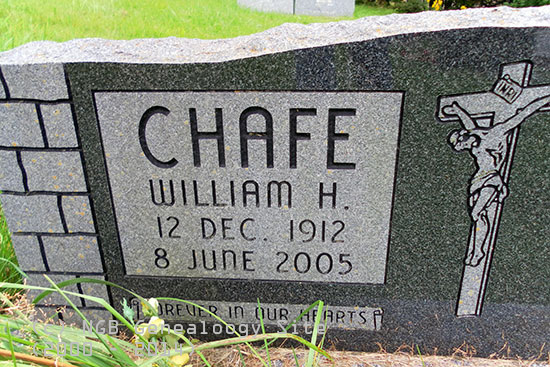 INRI
CHAFE
WILLIAM H.
12 DEC. 1912
8 JUNE 2005
FOREVER IN OUR HEARTS
NGB Genealogy Site